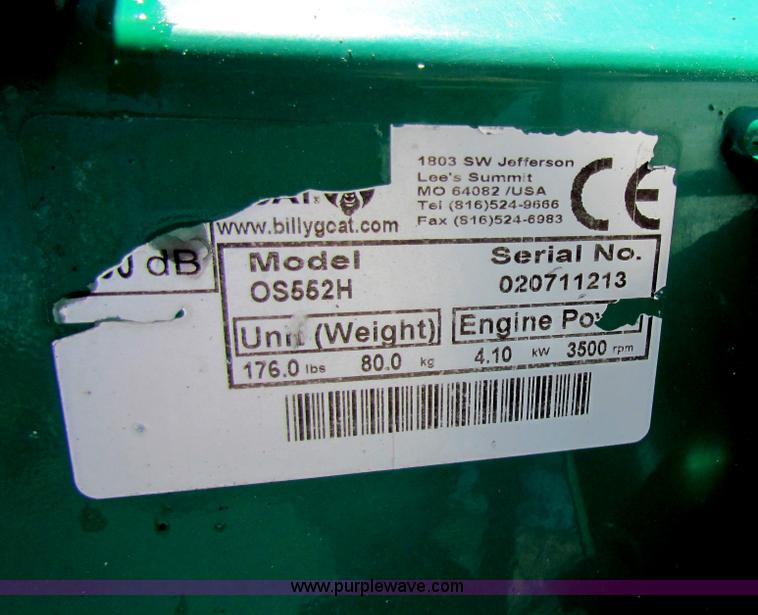 1803 SW Jefferson
Lee's Summit
MO 64082 /USA
Tel (816)524-9666
Fax (816)524-6983
CE
www.billygoat.com
dB
Model Serial No.
OS552H 020711213
Unit (Weight) Engine
176.0 lbs 80.0 kg 4.10 kW 3500 rpm
www.purplewave.com